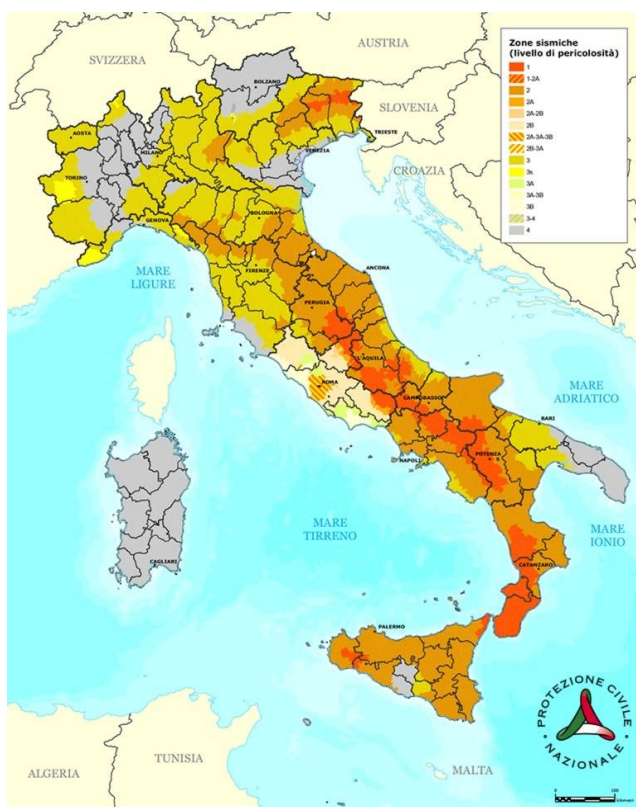 AUSTRIA
SVIZZERA
BOLZANO
SLOVENIA
AOSTA
TRIESTE
MILANO
VENEZIA
TORINO
CROAZIA
MILANO
BOLOGNA
GENOVA
FIRENZE
ANCONA
MARE
LIGURE
PERUGIA
L'AQUILA
ROMA
CAMPOBASSO
MARE
ADRIATICO
BARI
NAPOLI
POTENZA
MARE
TIRRENO
MARE
IONIO
CAGLIARI
CATANZARO
PALERMO
TUNISIA
ALGERIA
MALTA
Zone sismiche
(livello di pericolosità)
1
1-2A
2
2A
2A-2B
2B
2A-3A-3B
2B-3A
3
3s
3A
3A-3B
3B
3-4
4
PROTEZIONE CIVILE
NAZIONALE
0
100